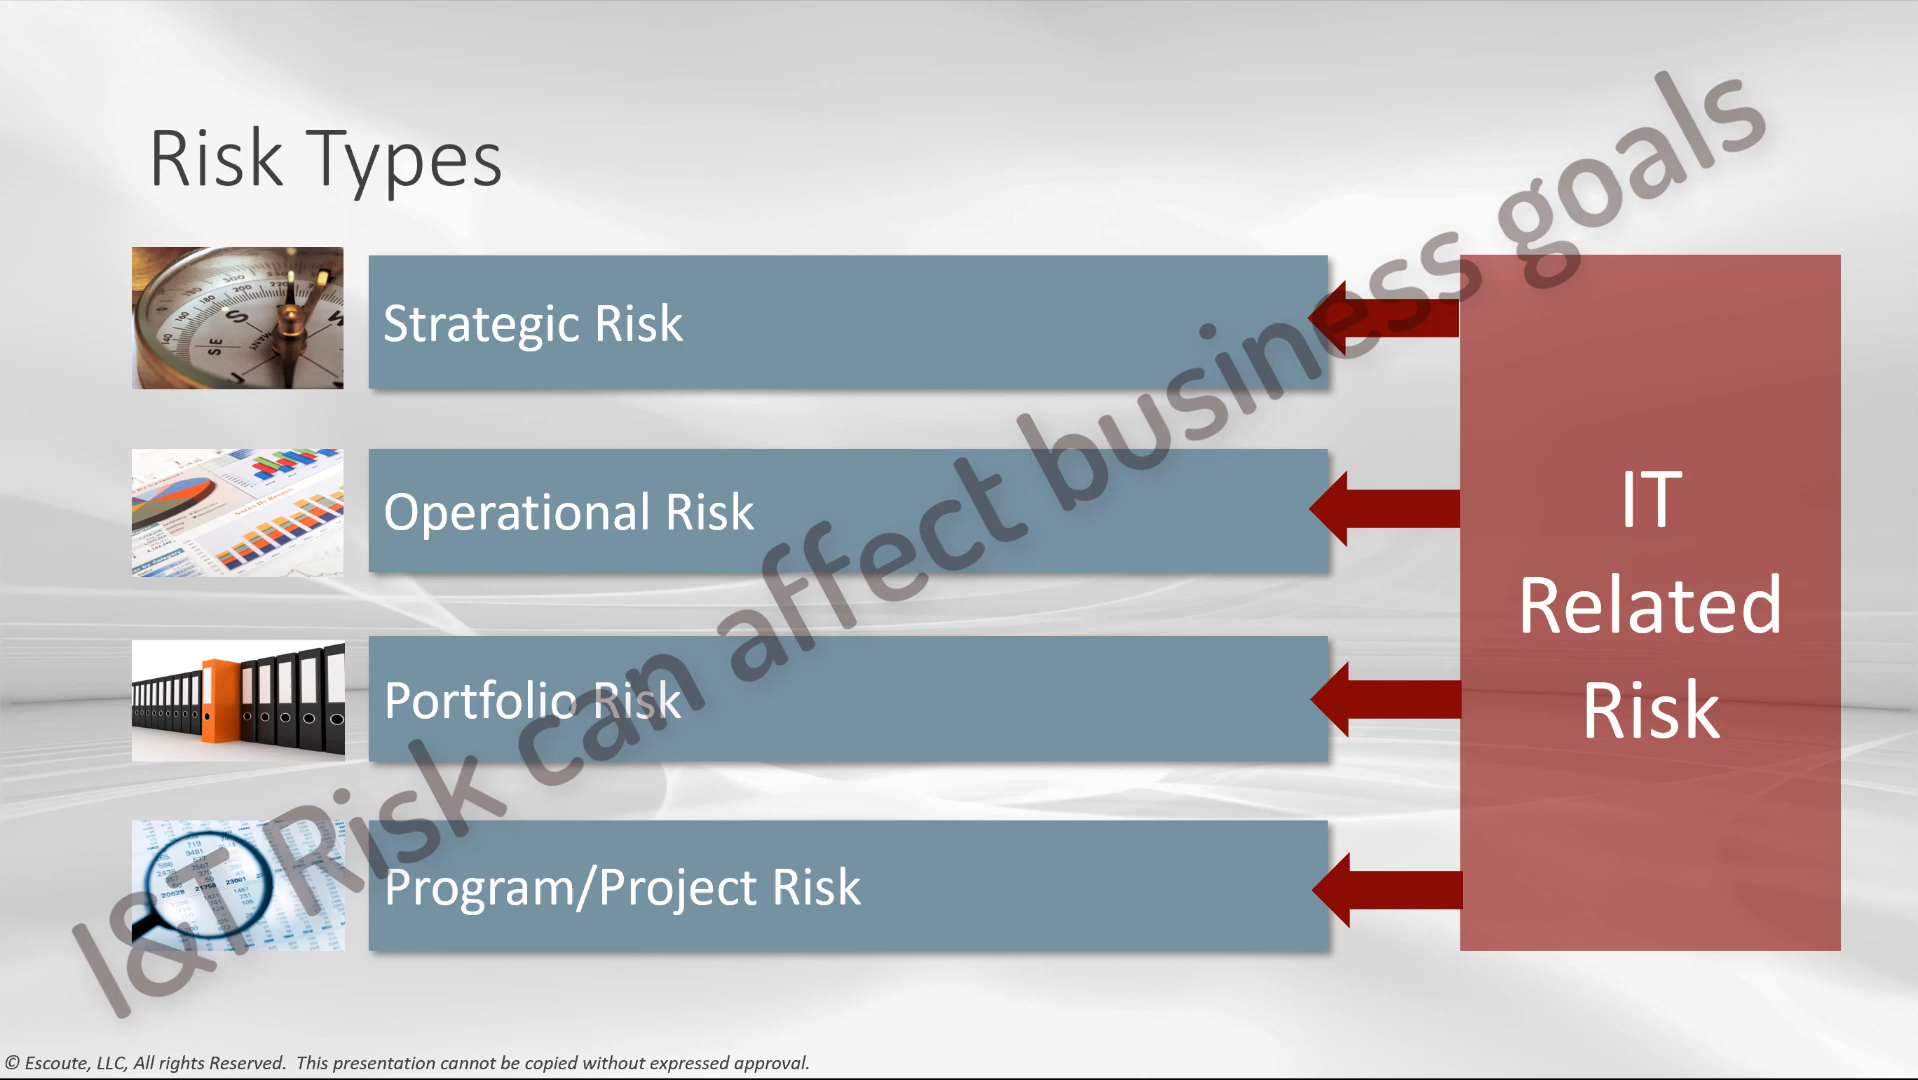 Risk Types
Strategic Risk
Operational Risk
Portfolio Risk
Program/Project Risk
IT
Related
Risk
I&T Risk can affect business goals
© Escoute, LLC, All rights Reserved.  This presentation cannot be copied without expressed approval.